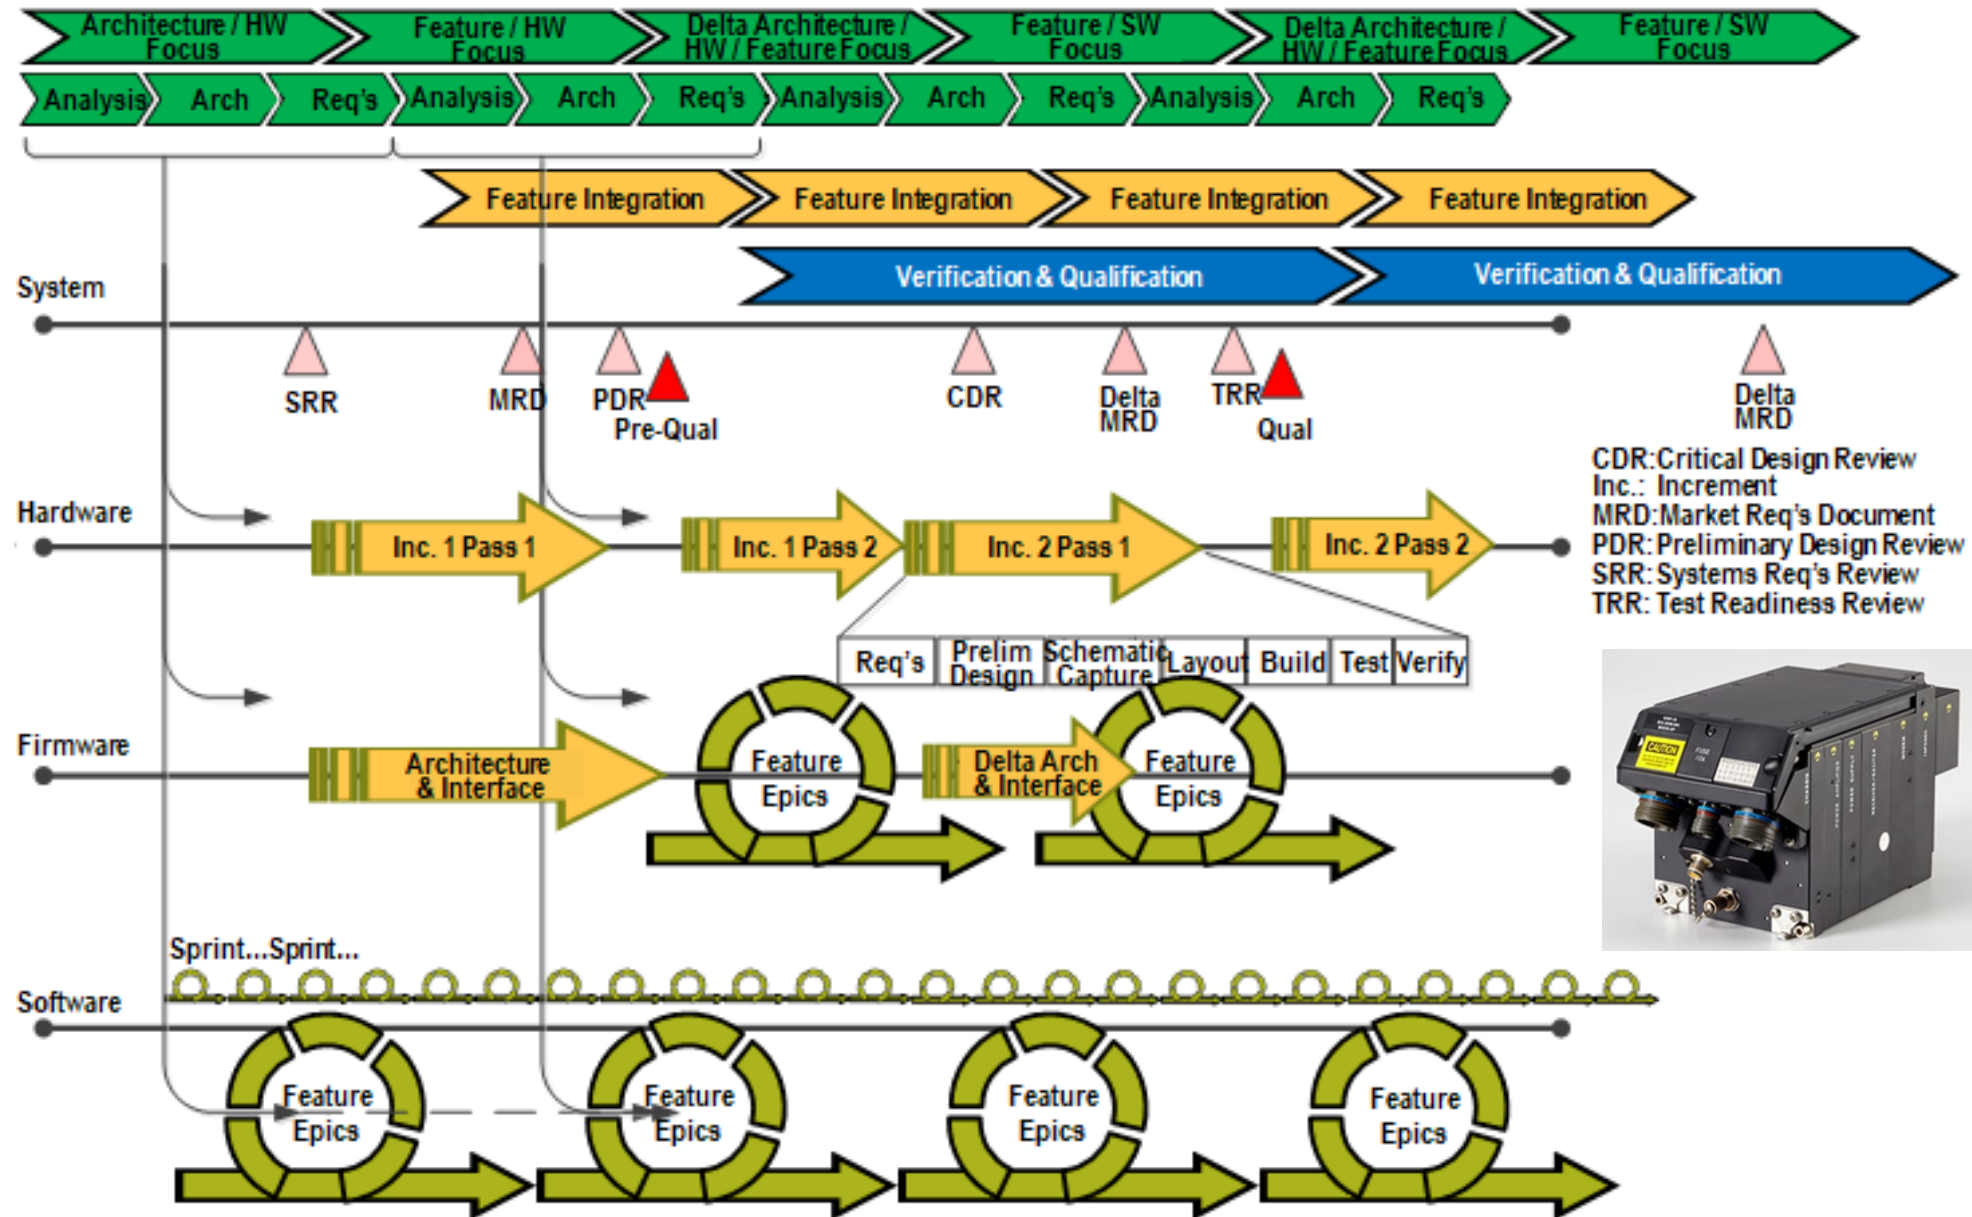 Architecture / HW
Focus
Feature / HW
Focus
Delta Architecture /
HW / Feature Focus
Feature / SW
Focus
Delta Architecture /
HW / Feature Focus
Feature / SW
Focus
Analysis
Arch
Req's
Analysis
Arch
Req's
Analysis
Arch
Req's
Analysis
Arch
Req's
Feature Integration
Feature Integration
Feature Integration
Feature Integration
Verification & Qualification
Verification & Qualification
System
SRR
MRD
PDR
Pre-Qual
CDR
Delta
MRD
TRR
Qual
Delta
MRD
CDR: Critical Design Review
Inc.: Increment
MRD: Market Req's Document
PDR: Preliminary Design Review
SRR: Systems Req's Review
TRR: Test Readiness Review
Hardware
Inc. 1 Pass 1
Inc. 1 Pass 2
Inc. 2 Pass 1
Inc. 2 Pass 2
Req's
Prelim
Design
Schematic
Capture
Layout
Build
Test
Verify
Firmware
Architecture
& Interface
Feature
Epics
Delta Arch
& Interface
Feature
Epics
CAUTION
Sprint...Sprint...
Software
Feature
Epics
Feature
Epics
Feature
Epics
Feature
Epics